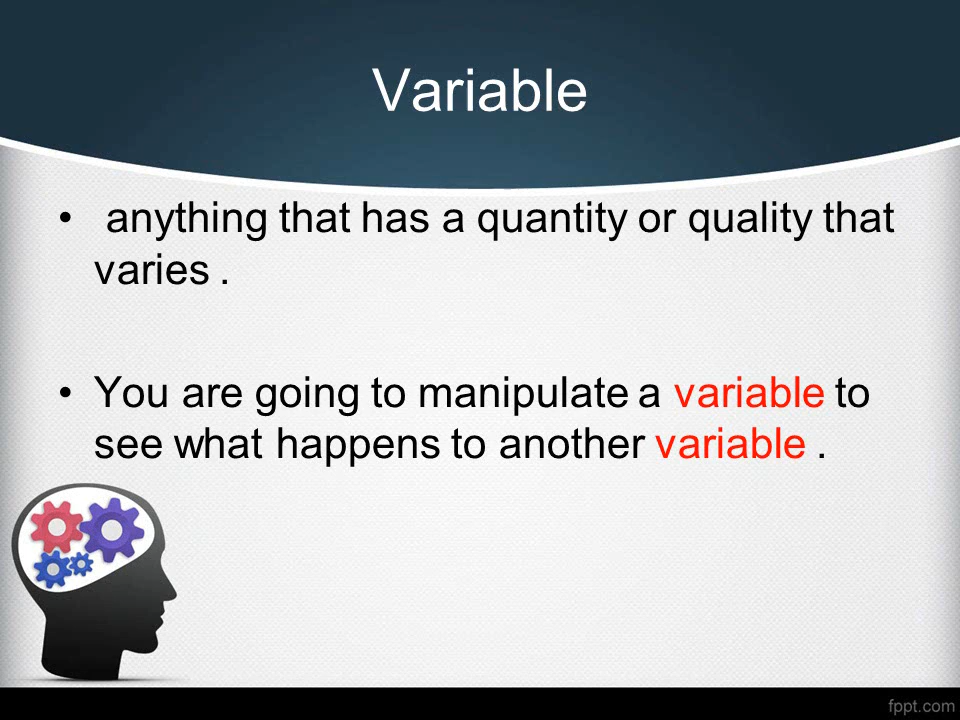 Variable
• anything that has a quantity or quality that
varies .
• You are going to manipulate a variable to
see what happens to another variable .
fppt.com